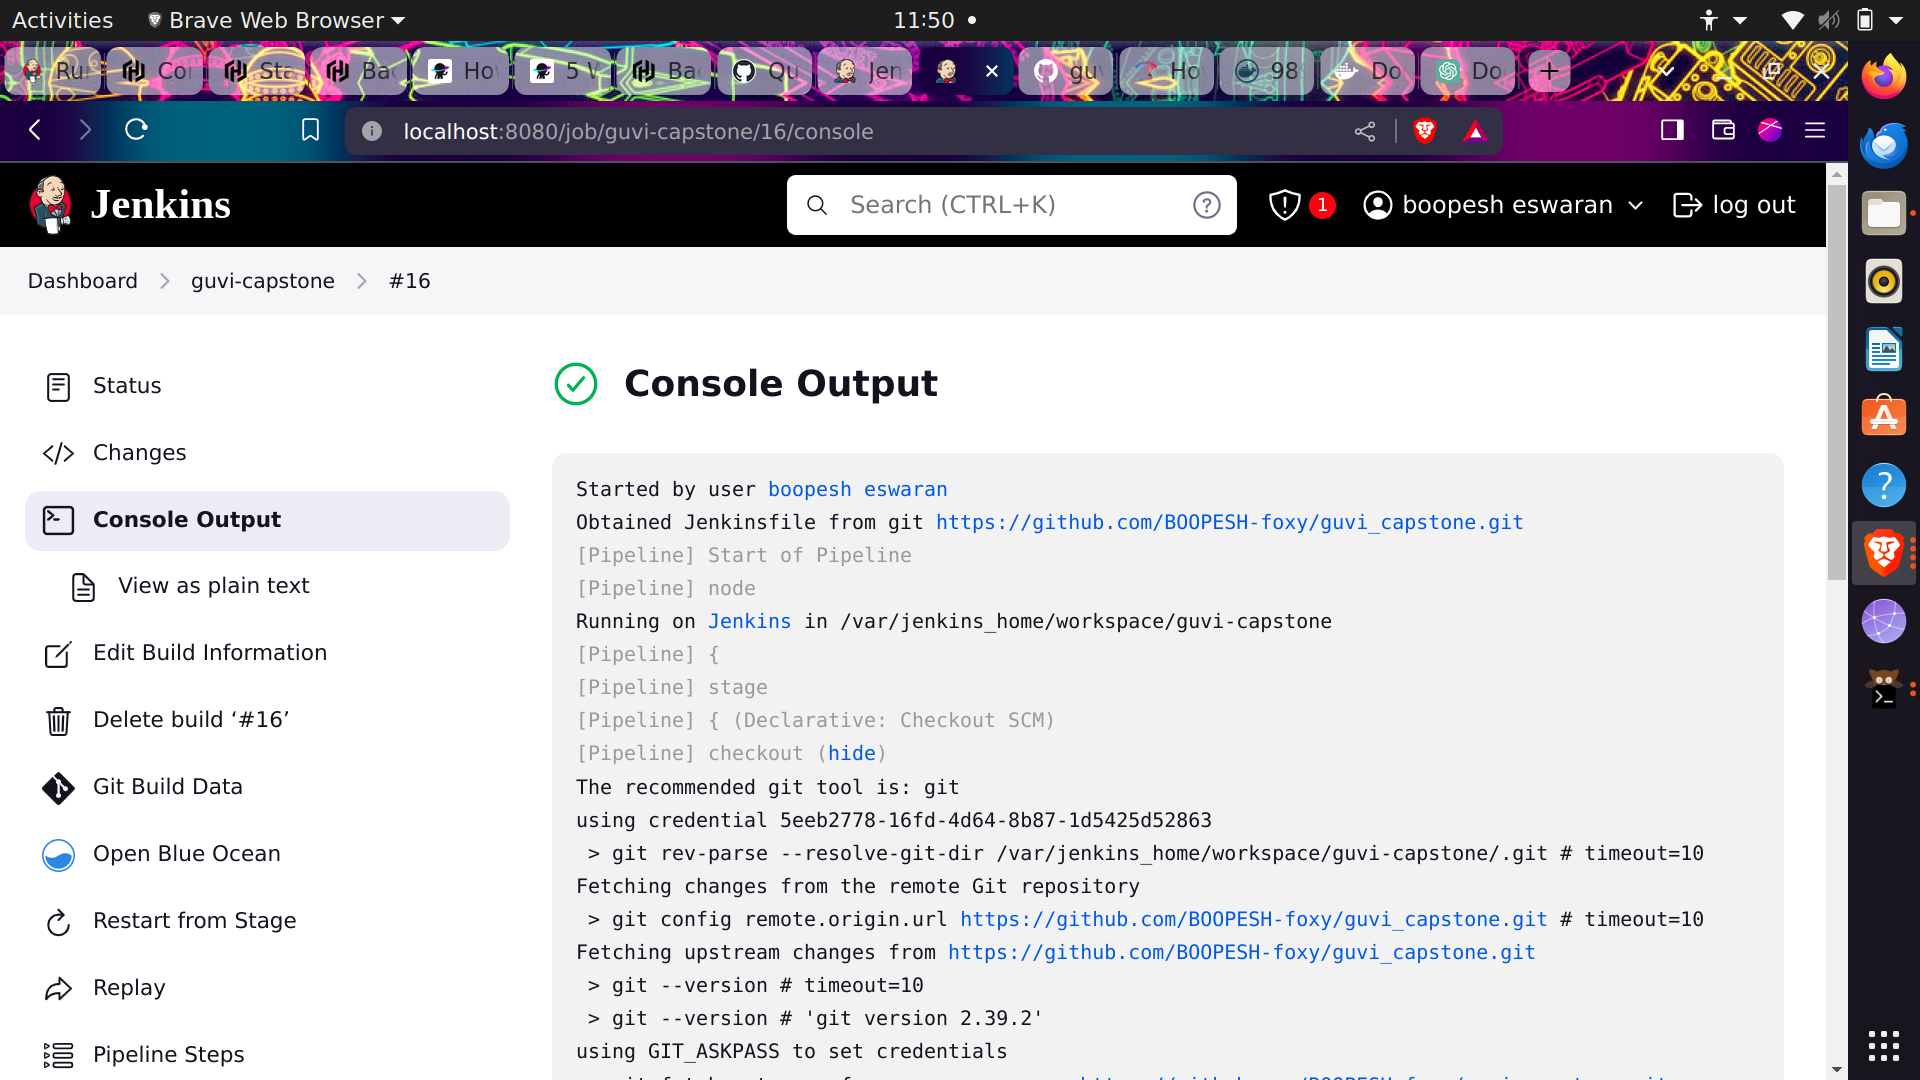 Activities Brave Web Browser 11:50
Ru Co Sta Ba Ho 5 Ba Qu Jen gu Ho 98 Do Do
localhost:8080/job/guvi-capstone/16/console
Jenkins Search (CTRL+K) ? 1 boopesh eswaran log out
Dashboard guvi-capstone #16
Status
Changes
Console Output
View as plain text
Edit Build Information
Delete build ‘#16’
Git Build Data
Open Blue Ocean
Restart from Stage
Replay
Pipeline Steps
Console Output
Started by user boopesh eswaran
Obtained Jenkinsfile from git https://github.com/BOOPESH-foxy/guvi_capstone.git
[Pipeline] Start of Pipeline
[Pipeline] node
Running on Jenkins in /var/jenkins_home/workspace/guvi-capstone
[Pipeline] {
[Pipeline] stage
[Pipeline] { (Declarative: Checkout SCM)
[Pipeline] checkout (hide)
The recommended git tool is: git
using credential 5eeb2778-16fd-4d64-8b87-1d5425d52863
> git rev-parse --resolve-git-dir /var/jenkins_home/workspace/guvi-capstone/.git # timeout=10
Fetching changes from the remote Git repository
> git config remote.origin.url https://github.com/BOOPESH-foxy/guvi_capstone.git # timeout=10
Fetching upstream changes from https://github.com/BOOPESH-foxy/guvi_capstone.git
> git --version # timeout=10
> git --version # 'git version 2.39.2'
using GIT_ASKPASS to set credentials